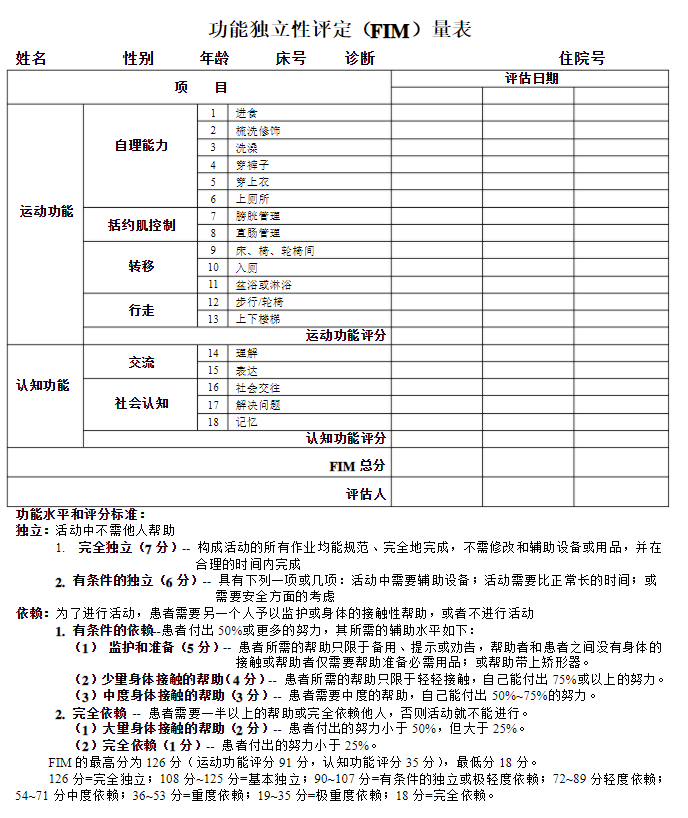 功能独立性评定（FIM）量表
姓名 性别 年龄 床号 诊断 住院号
项 目 评估日期
运动功能 自理能力 1 进食
2 梳洗修饰
3 洗澡
4 穿裤子
5 穿上衣
6 上厕所
括约肌控制 7 膀胱管理
8 直肠管理
转移 9 床、椅、轮椅间
10 入厕
11 盆浴或淋浴
行走 12 步行/轮椅
13 上下楼梯
运动功能评分
认知功能 交流 14 理解
15 表达
社会认知 16 社会交往
17 解决问题
18 记忆
认知功能评分
FIM 总分
评估人
功能水平和评分标准：
独立：活动中不需他人帮助
1. 完全独立（7 分）-- 构成活动的所有作业均能规范、完全地完成，不需修改和辅助设备或用品，并在
合理的时间内完成
2. 有条件的独立（6 分）-- 具有下列一项或几项：活动中需要辅助设备；活动需要比正常长的时间；或
需要安全方面的考虑
依赖：为了进行活动，患者需要另一个人予以监护或身体的接触性帮助，或者不进行活动
1. 有条件的依赖--患者付出 50%或更多的努力，其所需的辅助水平如下：
（1） 监护和准备（5 分）-- 患者所需的帮助只限于备用、提示或劝告，帮助者和患者之间没有身体的
接触或帮助者仅需要帮助准备必需用品；或帮助带上矫形器。
（2）少量身体接触的帮助（4 分）-- 患者所需的帮助只限于轻轻接触，自己能付出 75%或以上的努力。
（3）中度身体接触的帮助（3 分）-- 患者需要中度的帮助，自己能付出 50%~75%的努力。
2. 完全依赖 -- 患者需要一半以上的帮助或完全依赖他人，否则活动就不能进行。
（1）大量身体接触的帮助（2 分）-- 患者付出的努力小于 50%，但大于 25%。
（2）完全依赖（1 分）-- 患者付出的努力小于 25%。
FIM 的最高分为 126 分（运动功能评分 91 分，认知功能评分 35 分），最低分 18 分。
126 分=完全独立；108 分~125 分=基本独立；90~107 分=有条件的独立或极轻度依赖；72~89 分轻度依赖；
54~71 分中度依赖；36~53 分=重度依赖；19~35 分=极重度依赖；18 分=完全依赖。